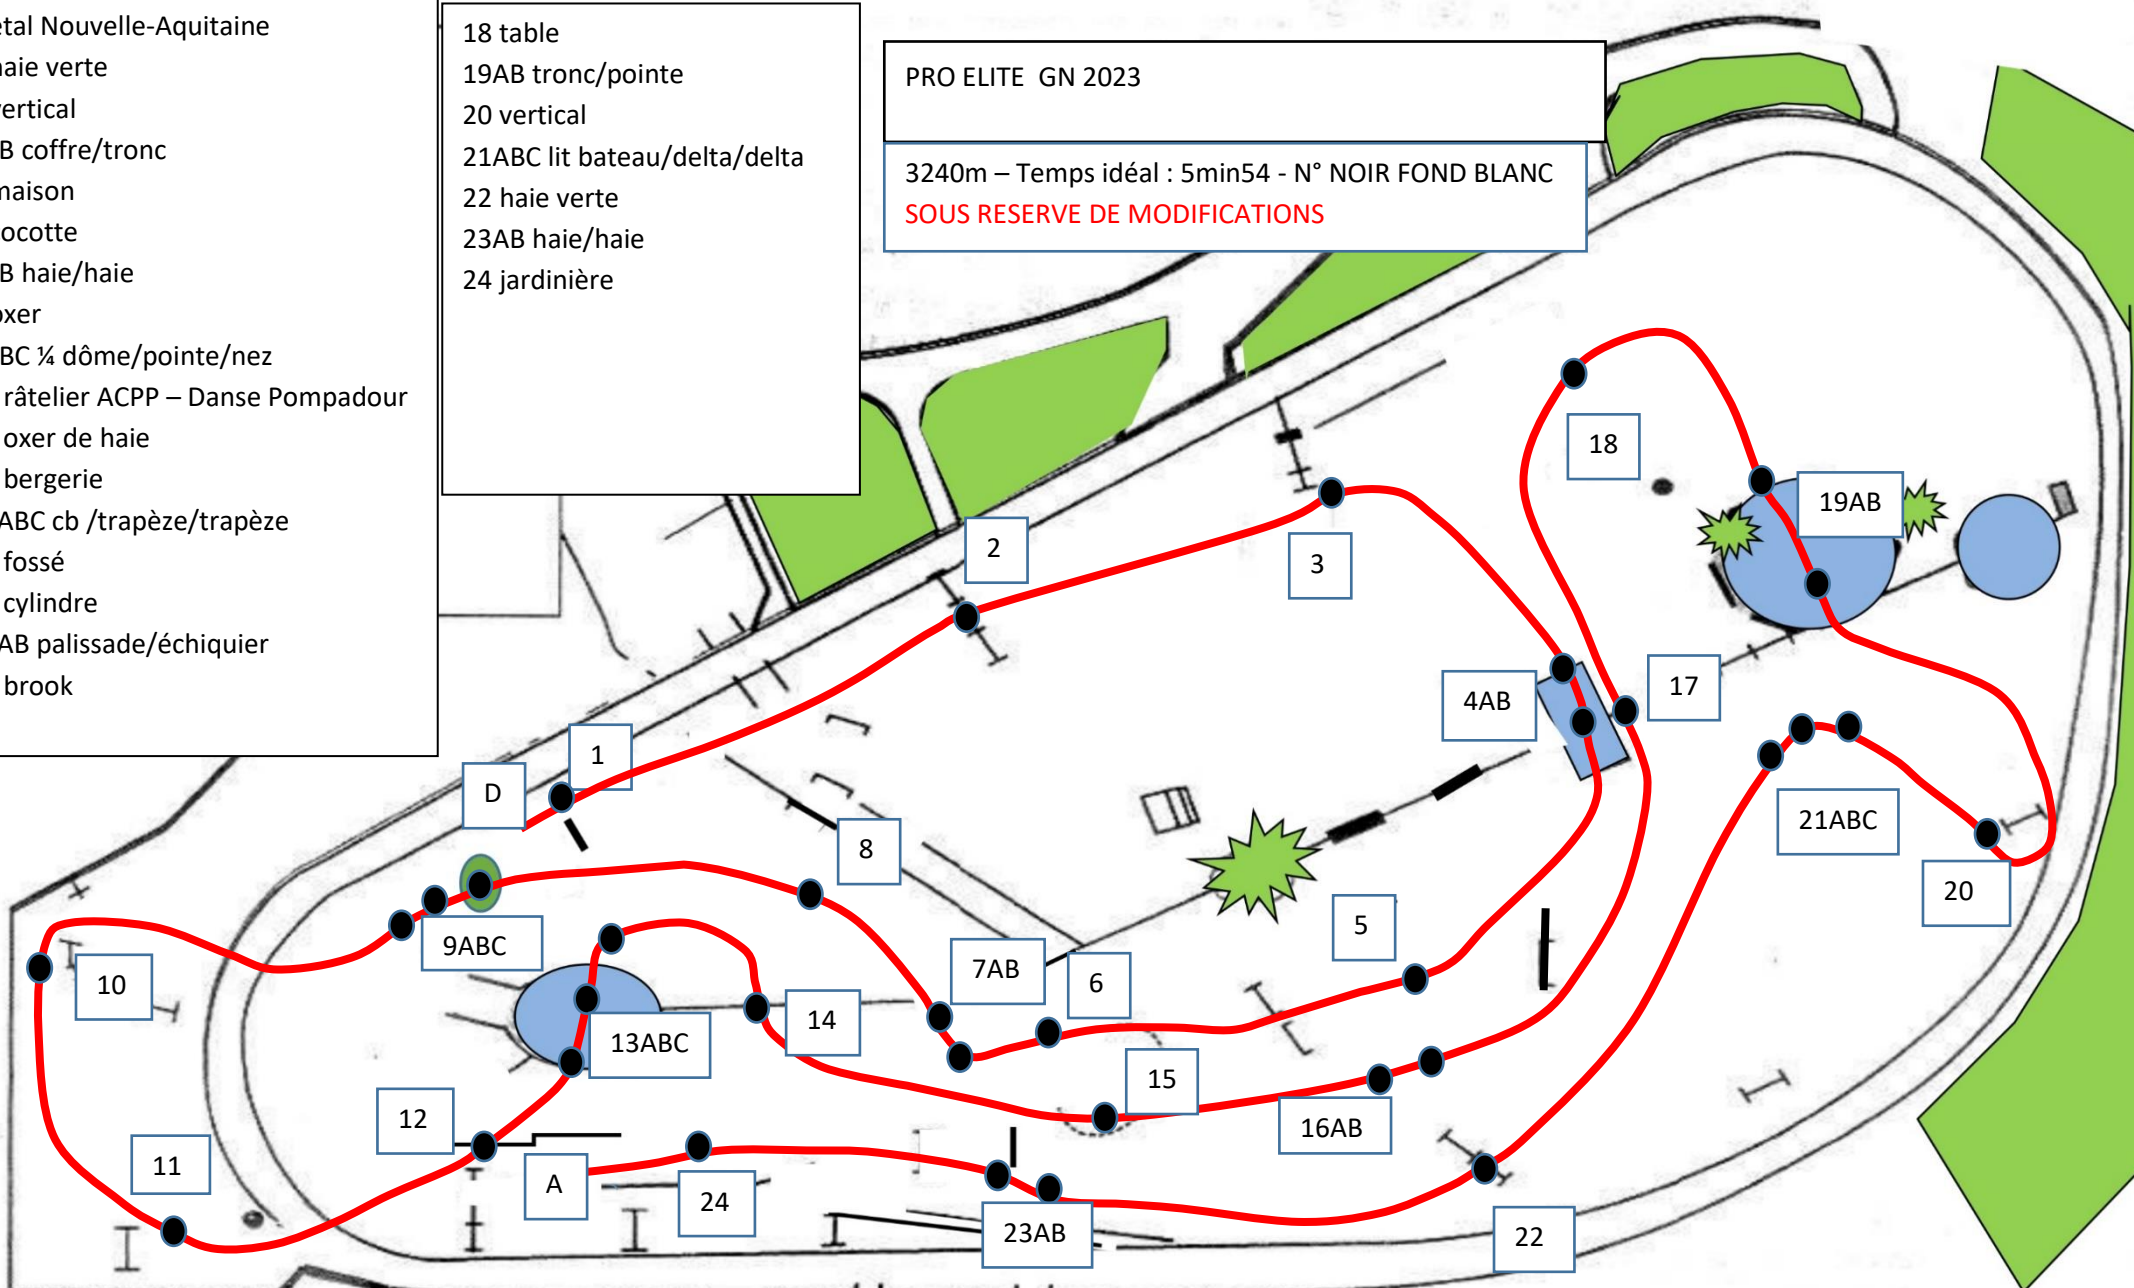 Nouvelle-Aquitaine
haie verte
vertical
B coffre/tronc
maison
cocotte
B haie/haie
oxer
BC ¼ dôme/pointe/nez
râtelier ACPP – Danse Pompadour
oxer de haie
bergerie
ABC cb /trapèze/trapèze
fossé
cylindre
AB palissade/échiquier
brook
18 table
19AB tronc/pointe
20 vertical
21ABC lit bateau/delta/delta
22 haie verte
23AB haie/haie
24 jardinière
PRO ELITE GN 2023
3240m – Temps idéal : 5min54 - N° NOIR FOND BLANC
SOUS RESERVE DE MODIFICATIONS
18
19AB
2
3
17
4AB
1
D
21ABC
8
20
5
9ABC
7AB
6
10
14
13ABC
15
12
16AB
11
A
24
23AB
22